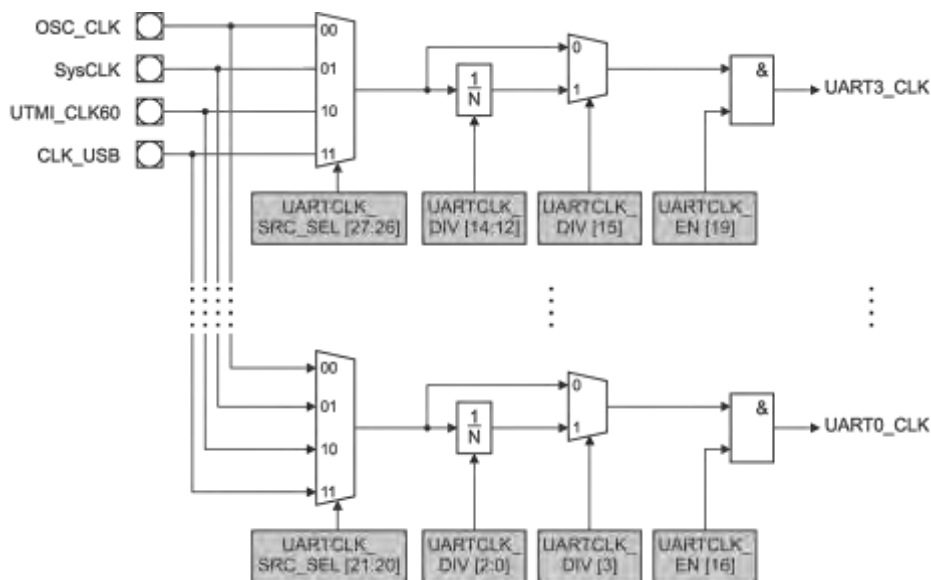 OSC_CLK
SysCLK
UTMI_CLK60
CLK_USB
00
01
10
11
1
N
0
1
&
UART3_CLK
UARTCLK_
SRC_SEL [27:26]
UARTCLK_
DIV [14:12]
UARTCLK_
DIV [15]
UARTCLK_
EN [19]
00
01
10
11
1
N
0
1
&
UART0_CLK
UARTCLK_
SRC_SEL [21:20]
UARTCLK_
DIV [2:0]
UARTCLK_
DIV [3]
UARTCLK_
EN [16]